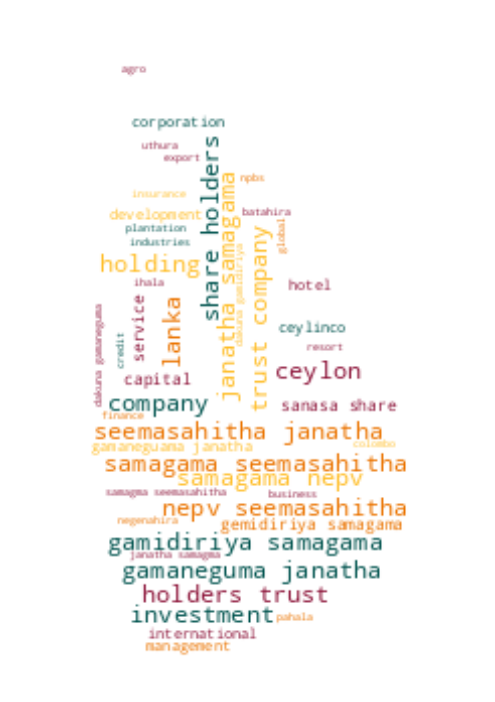 agro
corporation
uthura
export
share holders
npbs
janatha samagama
insurance
development
batahira
plantation
global
trust company
industries
dakuna gamidiriya
holding
ihala
hotel
service
lanka
dakuna gamaneguma
credit
ceylinco
resort
ceylon
capital
company
sanasa share
finance
seemasahitha janatha
gamaneguama janatha
colombo
samagama seemasahitha
samagama nepv
samagma seemasahitha
business
nepv seemasahitha
negenahira
gemidiriya samagama
gamidiriya samagama
janatha samagma
gamaneguma janatha
holders trust
investment
pahala
international
management